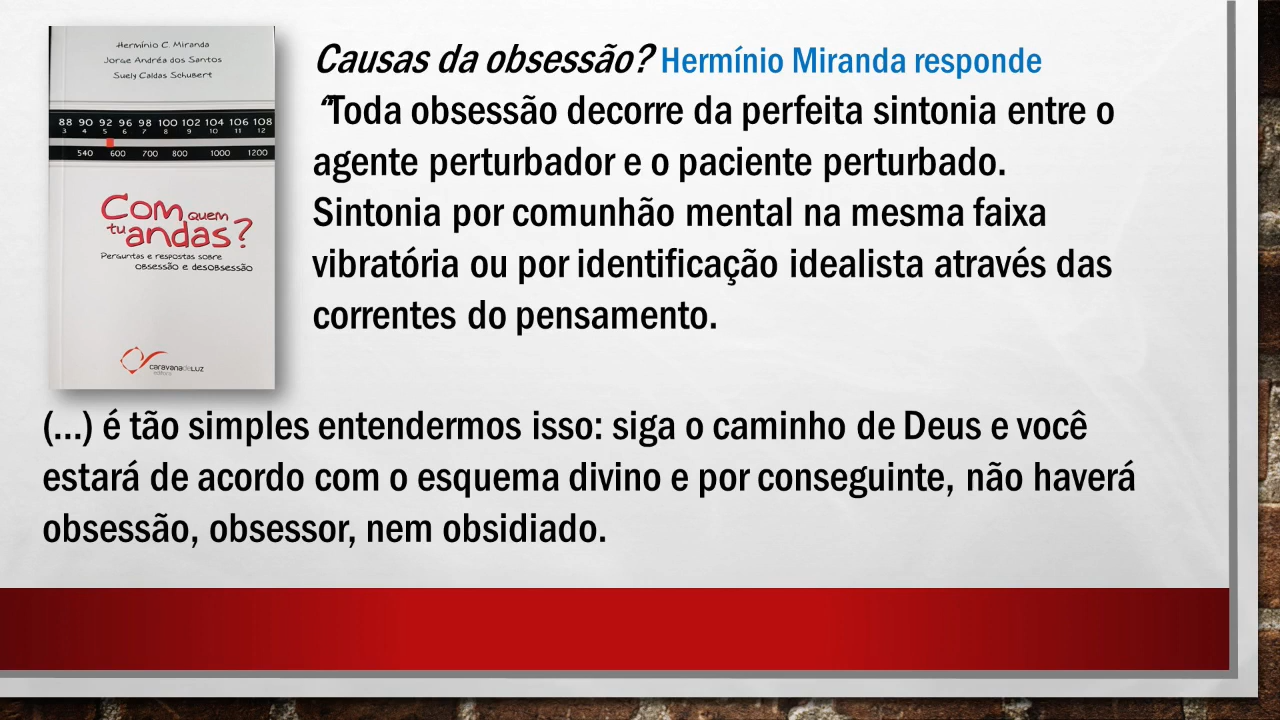 Hermínio C. Miranda
Jorge Andréa dos Santos
Suely Caldas Schubert
88 90 92 96 98 100 102 104 106 108
3 4 5 6 7 8 9 10 11 12
540 600 700 800 1000 1200
Com quem
tu andas?
Perguntas e respostas sobre
obsessão e desobsessão
caravana de LUZ
editora
Causas da obsessão? Hermínio Miranda responde
“Toda obsessão decorre da perfeita sintonia entre o
agente perturbador e o paciente perturbado.
Sintonia por comunhão mental na mesma faixa
vibratória ou por identificação idealista através das
correntes do pensamento.
(...) é tão simples entendermos isso: siga o caminho de Deus e você
estará de acordo com o esquema divino e por conseguinte, não haverá
obsessão, obsessor, nem obsidiado.